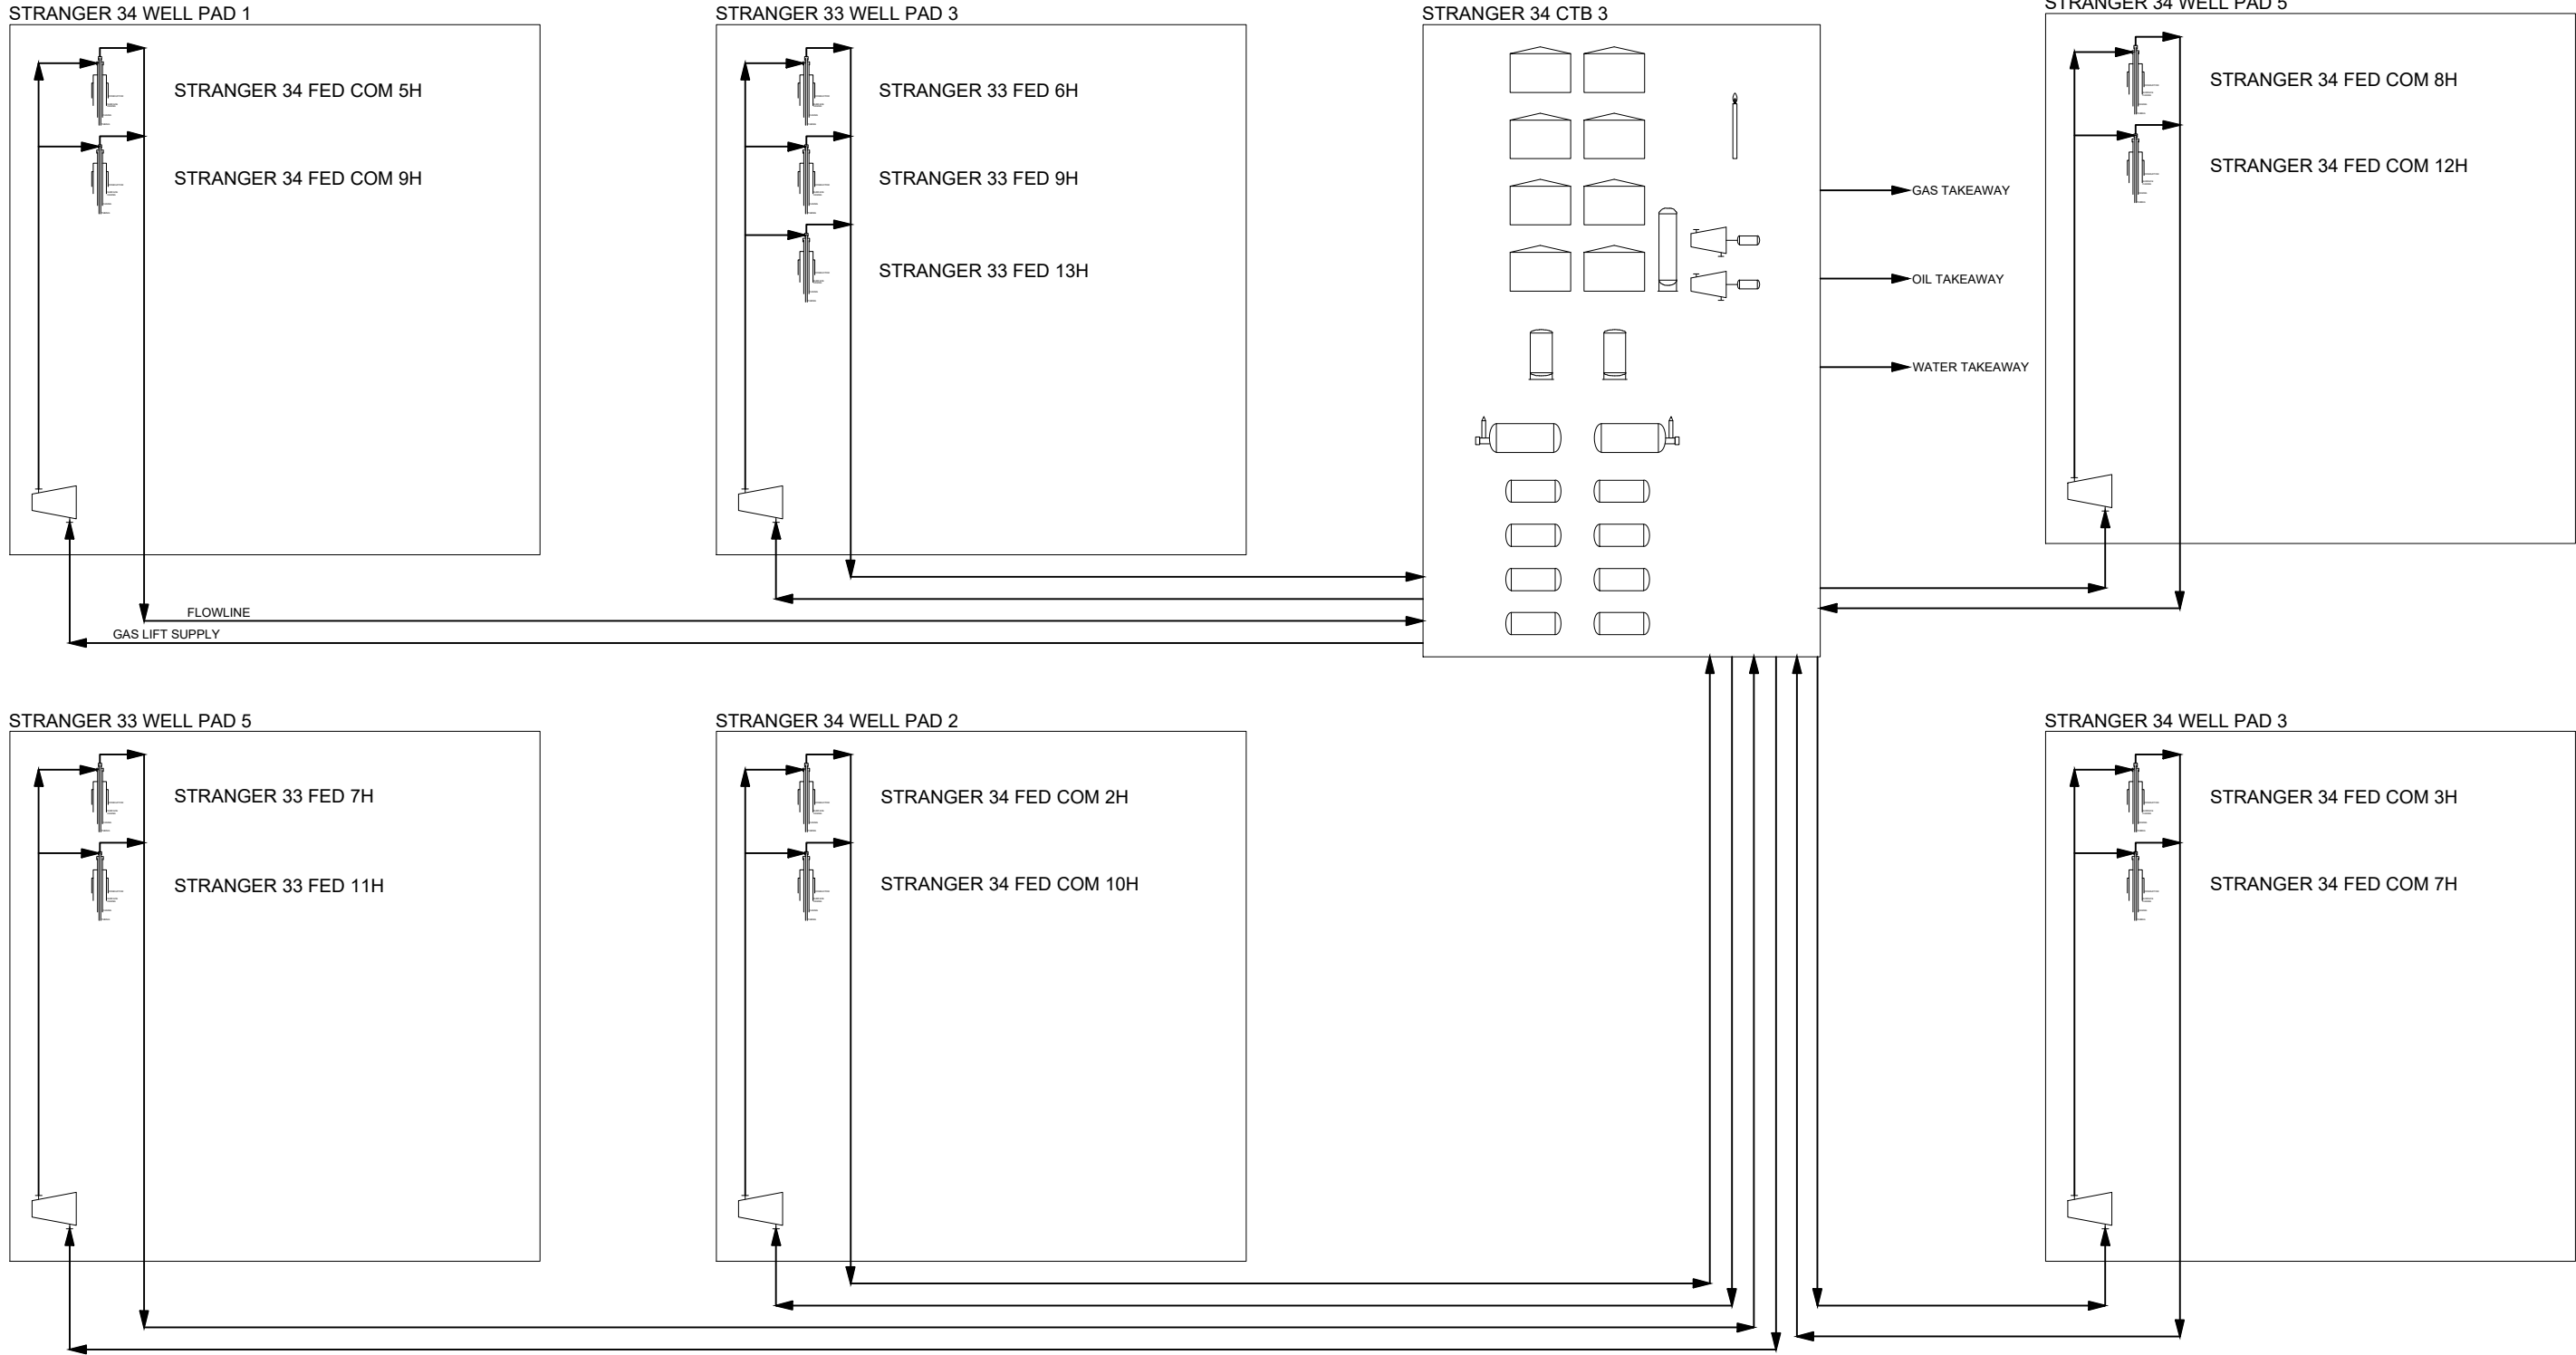 STRANGER 34 WELL PAD 1
STRANGER 34 FED COM 5H
STRANGER 34 FED COM 9H
STRANGER 33 WELL PAD 3
STRANGER 33 FED 6H
STRANGER 33 FED 9H
STRANGER 33 FED 13H
STRANGER 34 CTB 3
GAS TAKEAWAY
OIL TAKEAWAY
WATER TAKEAWAY
STRANGER 34 WELL PAD 5
STRANGER 34 FED COM 8H
STRANGER 34 FED COM 12H
FLOWLINE
GAS LIFT SUPPLY
STRANGER 33 WELL PAD 5
STRANGER 33 FED 7H
STRANGER 33 FED 11H
STRANGER 34 WELL PAD 2
STRANGER 34 FED COM 2H
STRANGER 34 FED COM 10H
STRANGER 34 WELL PAD 3
STRANGER 34 FED COM 3H
STRANGER 34 FED COM 7H